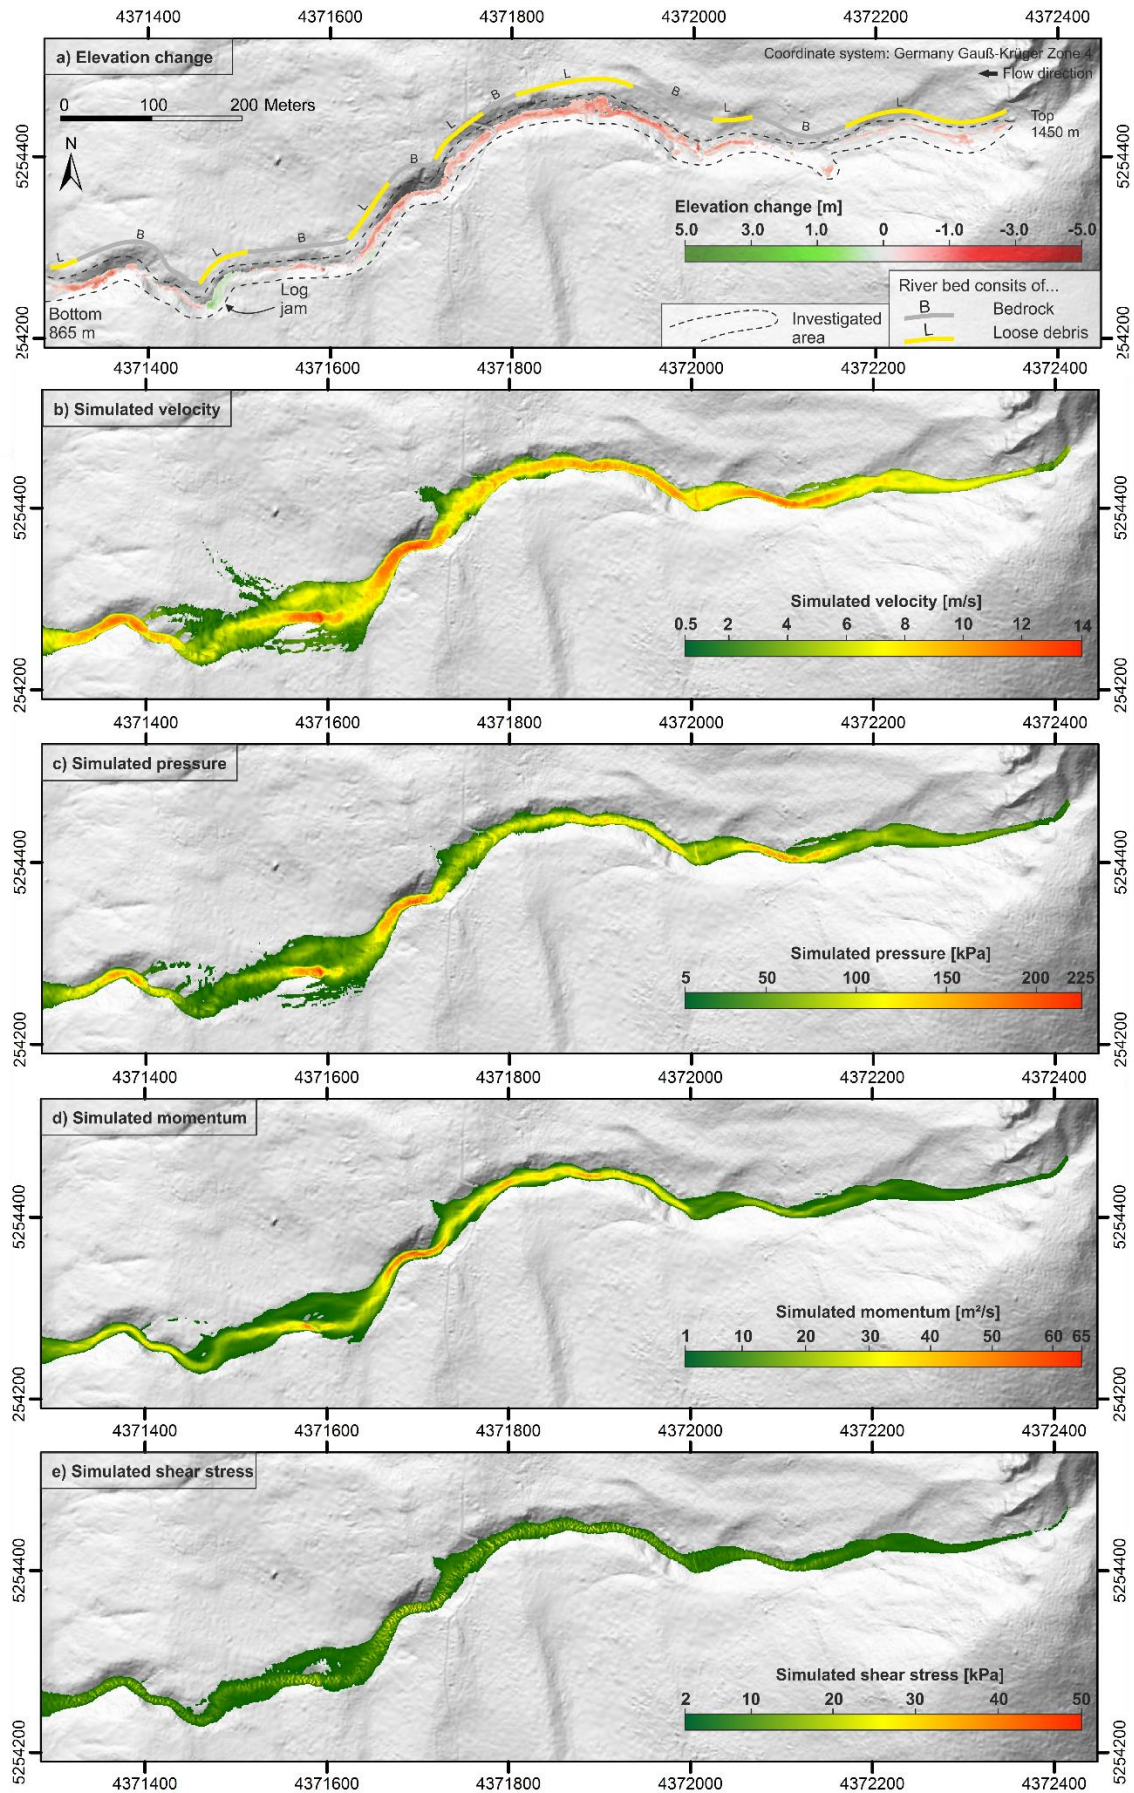 4371400 4371600 4371800 4372000 4372200 4372400
a) Elevation change
Coordinate system: Germany Gauß-Krüger Zone 4
Flow direction
0 100 200 Meters
N
L B L B L B L B L B L
Top
1450 m
5254400 5254400
Elevation change [m]
5.0 3.0 1.0 0 -1.0 -3.0 -5.0
Log
jam
Bottom
865 m
Investigated
area
River bed consits of...
B Bedrock
L Loose debris
254200 254200
4371400 4371600 4371800 4372000 4372200 4372400
b) Simulated velocity
5254400 5254400
Simulated velocity [m/s]
0.5 2 4 6 8 10 12 14
254200 254200
4371400 4371600 4371800 4372000 4372200 4372400
c) Simulated pressure
5254400 5254400
Simulated pressure [kPa]
5 50 100 150 200 225
254200 254200
4371400 4371600 4371800 4372000 4372200 4372400
d) Simulated momentum
5254400 5254400
Simulated momentum [m²/s]
1 10 20 30 40 50 60 65
254200 254200
4371400 4371600 4371800 4372000 4372200 4372400
e) Simulated shear stress
5254400 5254400
Simulated shear stress [kPa]
2 10 20 30 40 50
5254200 5254200
4371400 4371600 4371800 4372000 4372200 4372400